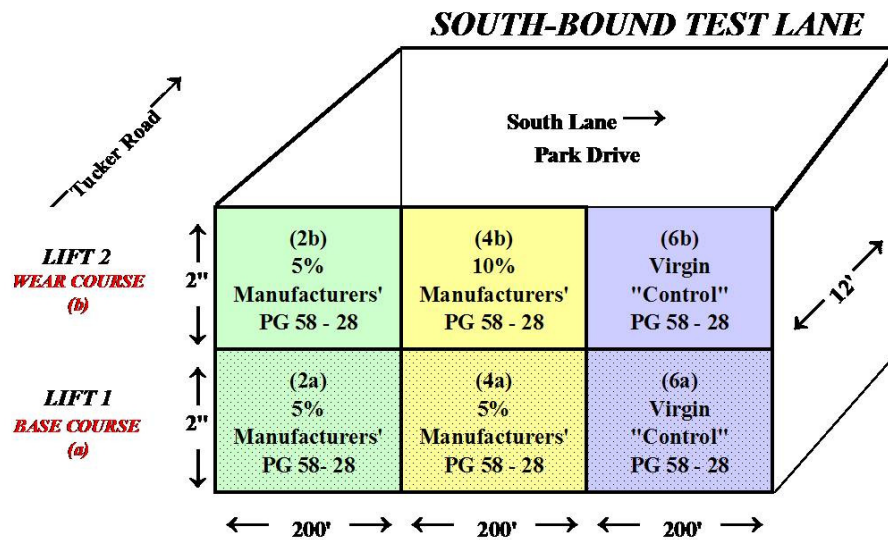 SOUTH-BOUND TEST LANE
Tucker Road
South Lane →
Park Drive
LIFT 2
WEAR COURSE
(b)
2"
(2b)
5%
Manufacturers'
PG 58 - 28
(4b)
10%
Manufacturers'
PG 58 - 28
(6b)
Virgin
"Control"
PG 58 - 28
12'
LIFT 1
BASE COURSE
(a)
2"
(2a)
5%
Manufacturers'
PG 58- 28
(4a)
5%
Manufacturers'
PG 58 - 28
(6a)
Virgin
"Control"
PG 58 - 28
200'
200'
200'